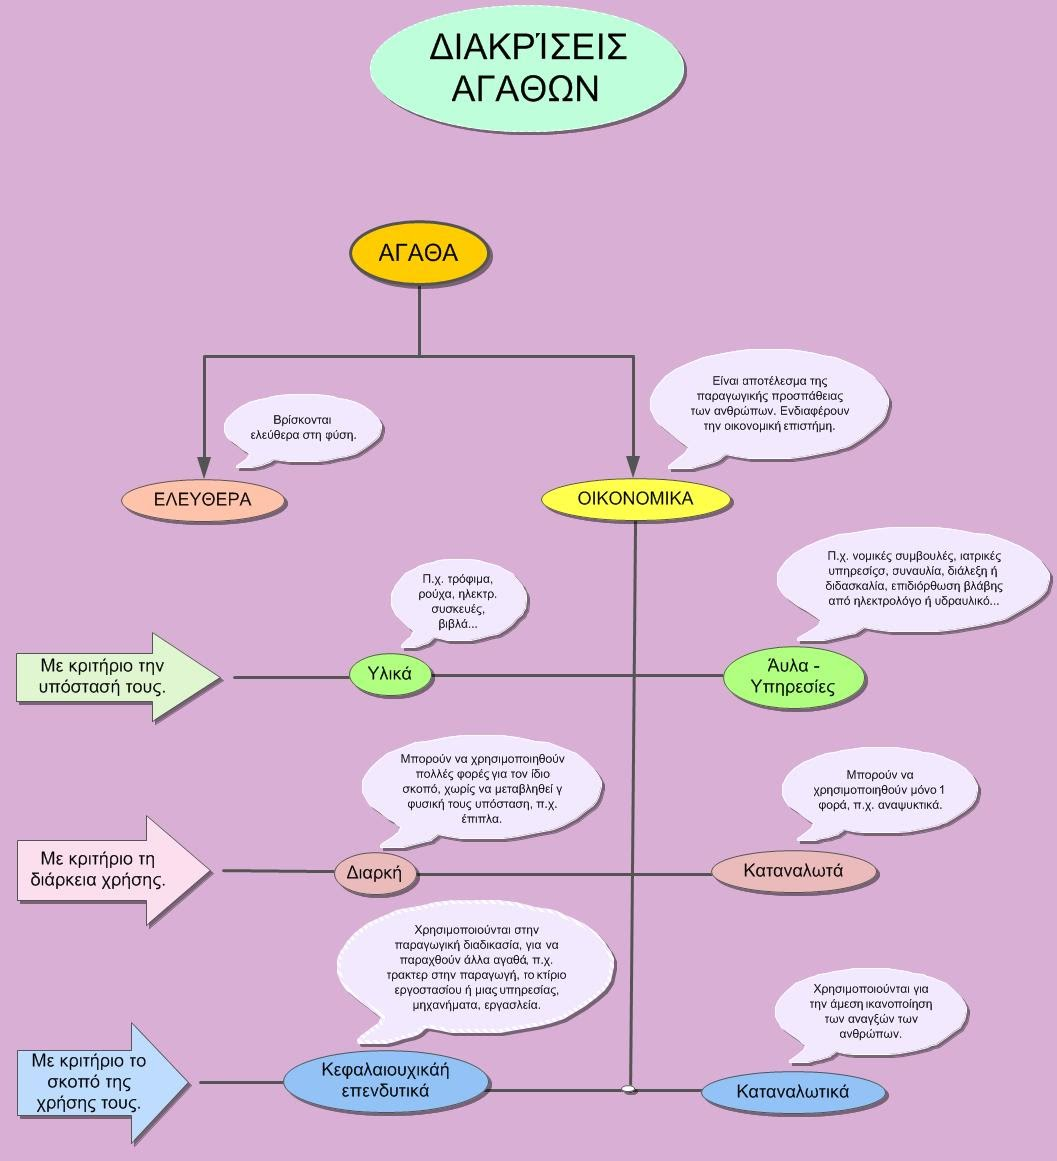 ΔΙΑΚΡΊΣΕΙΣ
ΑΓΑΘΩΝ
ΑΓΑΘΑ
Βρίσκονται
ελεύθερα στη φύση.
Είναι αποτέλεσμα της
παραγωγικής προσπάθειας
των ανθρώπων. Ενδιαφέρουν
την οικονομική επιστήμη.
ΕΛΕΥΘΕΡΑ
ΟΙΚΟΝΟΜΙΚΑ
Π.χ. τρόφιμα,
ρούχα, ηλεκτρ.
συσκευές,
βιβλά...
Π.χ. νομικές συμβουλές, ιατρικές
υπηρεσίςσ, συναυλία, διάλεξη ή
διδασκαλία, επιδιόρθωση βλάβης
από ηλεκτρολόγο ή υδραυλικό...
Με κριτήριο την
υπόστασή τους.
Υλικά
Άυλα -
Υπηρεσίες
Μπορούν να χρησιμοποιηθούν
πολλές φορές για τον ίδιο
σκοπό, χωρίς να μεταβληθεί γ
φυσική τους υπόσταση, π.χ.
έπιπλα.
Μπορούν να
χρησιμοποιηθούν μόνο 1
φορά, π.χ. αναψυκτικά.
Με κριτήριο τη
διάρκεια χρήσης.
Διαρκή
Καταναλωτά
Χρησιμοποιούνται στην
παραγωγική διαδικασία, για να
παραχθούν άλλα αγαθά, π.χ.
τρακτερ στην παραγωγή, το κτίριο
εργοστασίου ή μιας υπηρεσίας,
μηχανήματα, εργασλεία.
Χρησιμοποιούνται για
την άμεση ικανοποίηση
των αναγξών των
ανθρώπων.
Με κριτήριο το
σκοπό της
χρήσης τους.
Κεφαλαιουχικάή
επενδυτικά
Καταναλωτικά